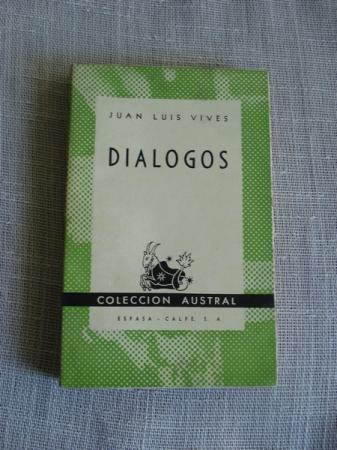 JUAN LUIS VIVES
DIALOGOS
COLECCION AUSTRAL
ESPASA - CALPE, S. A.